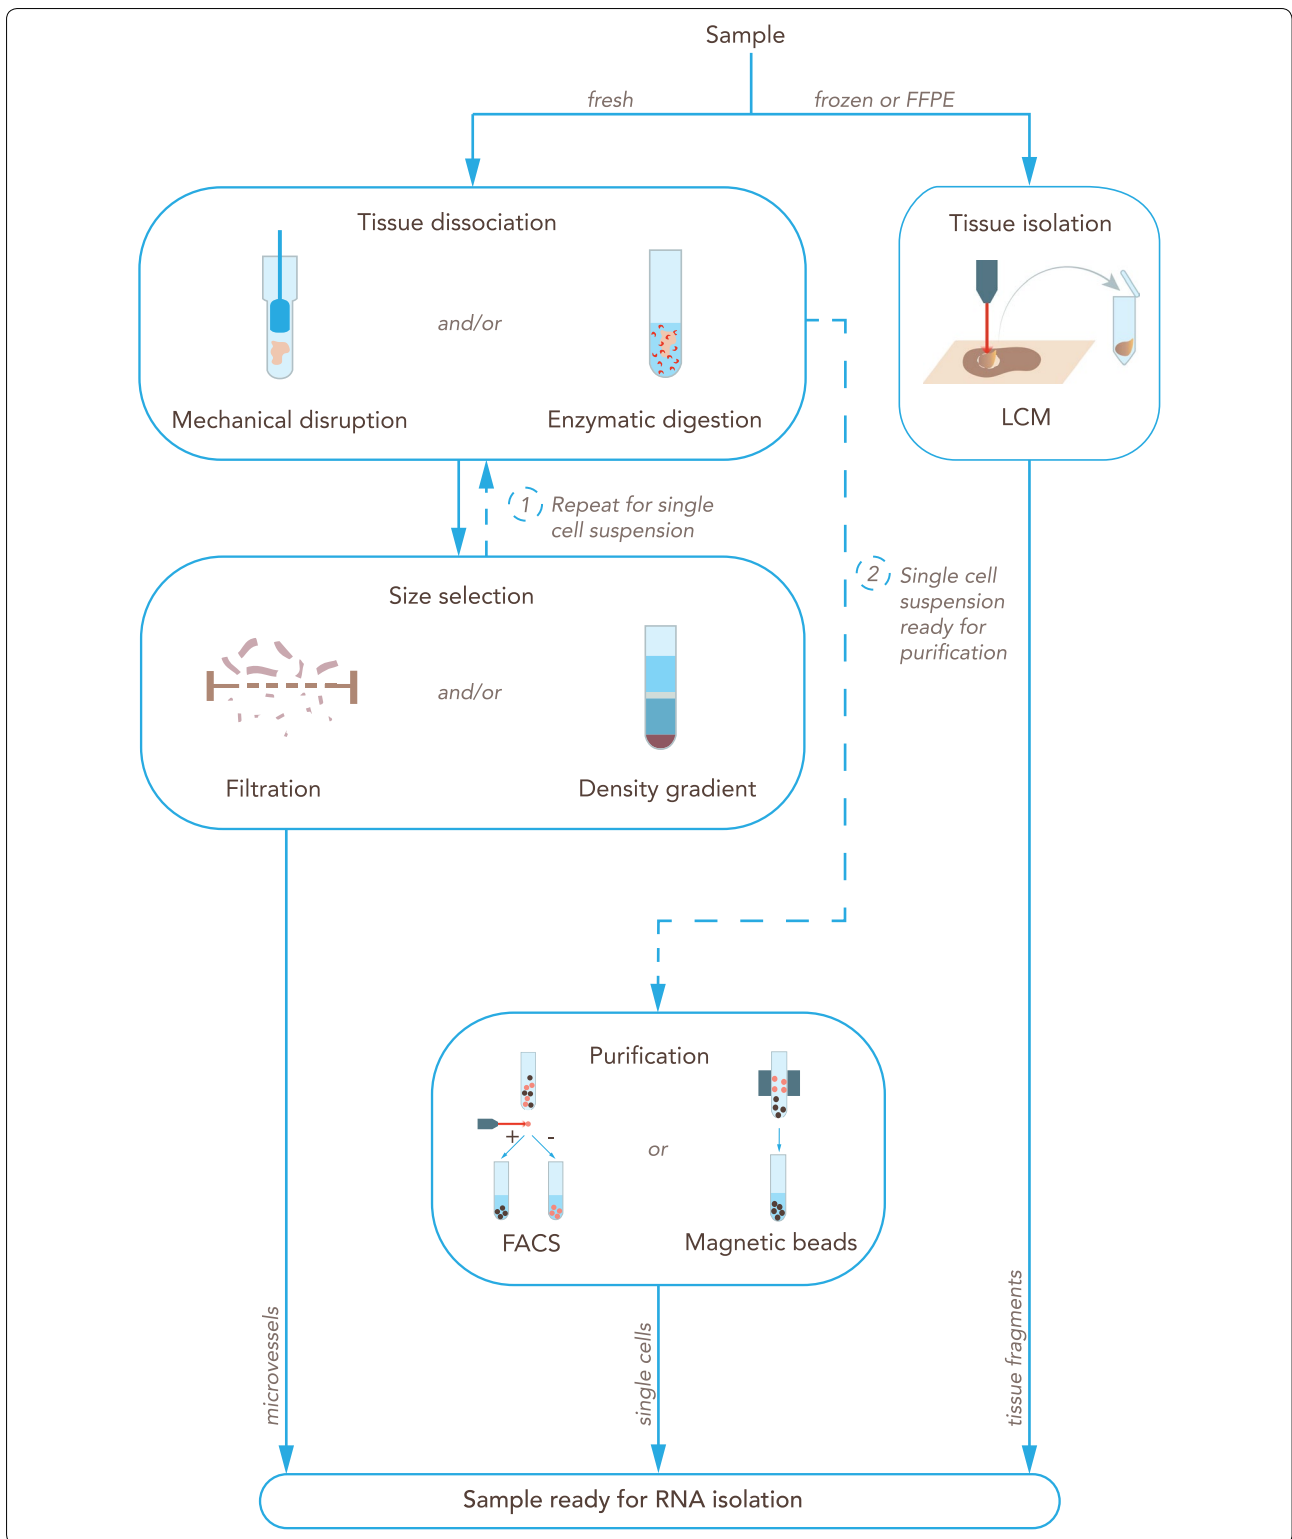 Sample
fresh
frozen or FFPE
Tissue dissociation
and/or
Mechanical disruption
Enzymatic digestion
Tissue isolation
LCM
1
Repeat for single
cell suspension
2
Single cell
suspension
ready for
purification
Size selection
and/or
Filtration
Density gradient
Purification
+
-
or
FACS
Magnetic beads
microvessels
single cells
tissue fragments
Sample ready for RNA isolation